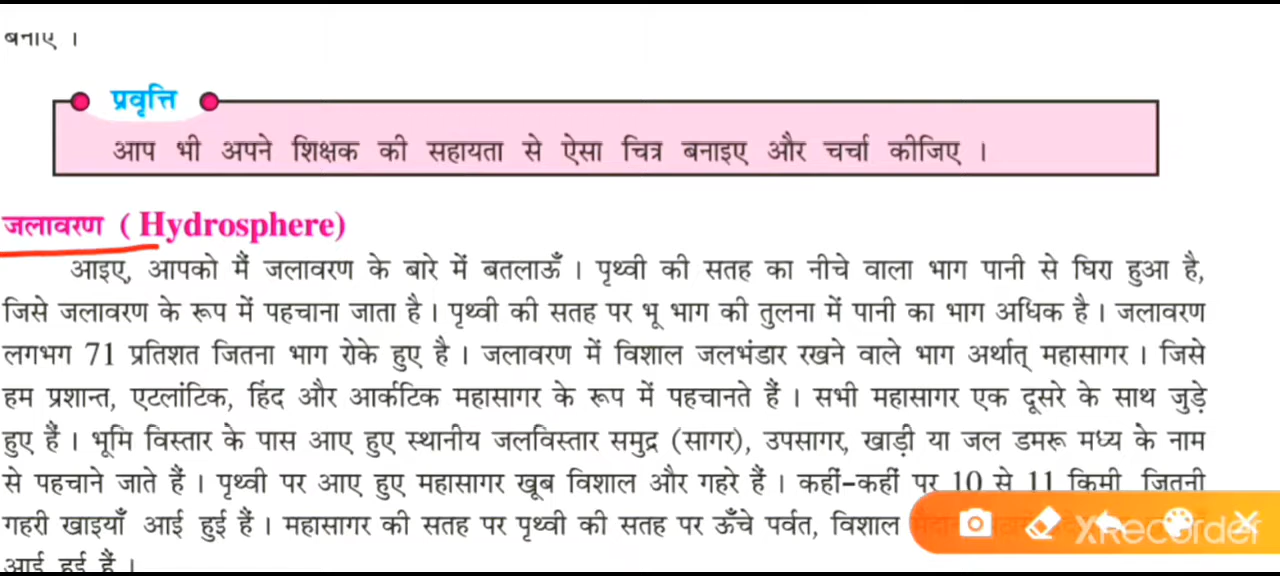 बनाए ।
प्रवृत्ति
आप भी अपने शिक्षक की सहायता से ऐसा चित्र बनाइए और चर्चा कीजिए ।
जलावरण ( Hydrosphere)
आइए, आपको मैं जलावरण के बारे में बतलाऊँ । पृथ्वी की सतह का नीचे वाला भाग पानी से घिरा हुआ है,
जिसे जलावरण के रूप में पहचाना जाता है । पृथ्वी की सतह पर भू भाग की तुलना में पानी का भाग अधिक है । जलावरण
लगभग 71 प्रतिशत जितना भाग रोके हुए है । जलावरण में विशाल जलभंडार रखने वाले भाग अर्थात् महासागर । जिसे
हम प्रशान्त, एटलांटिक, हिंद और आर्कटिक महासागर के रूप में पहचानते हैं । सभी महासागर एक दूसरे के साथ जुड़े
हुए हैं । भूमि विस्तार के पास आए हुए स्थानीय जलविस्तार समुद्र (सागर), उपसागर, खाड़ी या जल डमरू मध्य के नाम
से पहचाने जाते हैं । पृथ्वी पर आए हुए महासागर खूब विशाल और गहरे हैं । कहीं-कहीं पर 10 से 11 किमी जितनी
गहरी खाइयाँ आई हुई हैं । महासागर की सतह पर पृथ्वी की सतह पर ऊँचे पर्वत, विशाल
XRecorder
आई हुई हैं ।